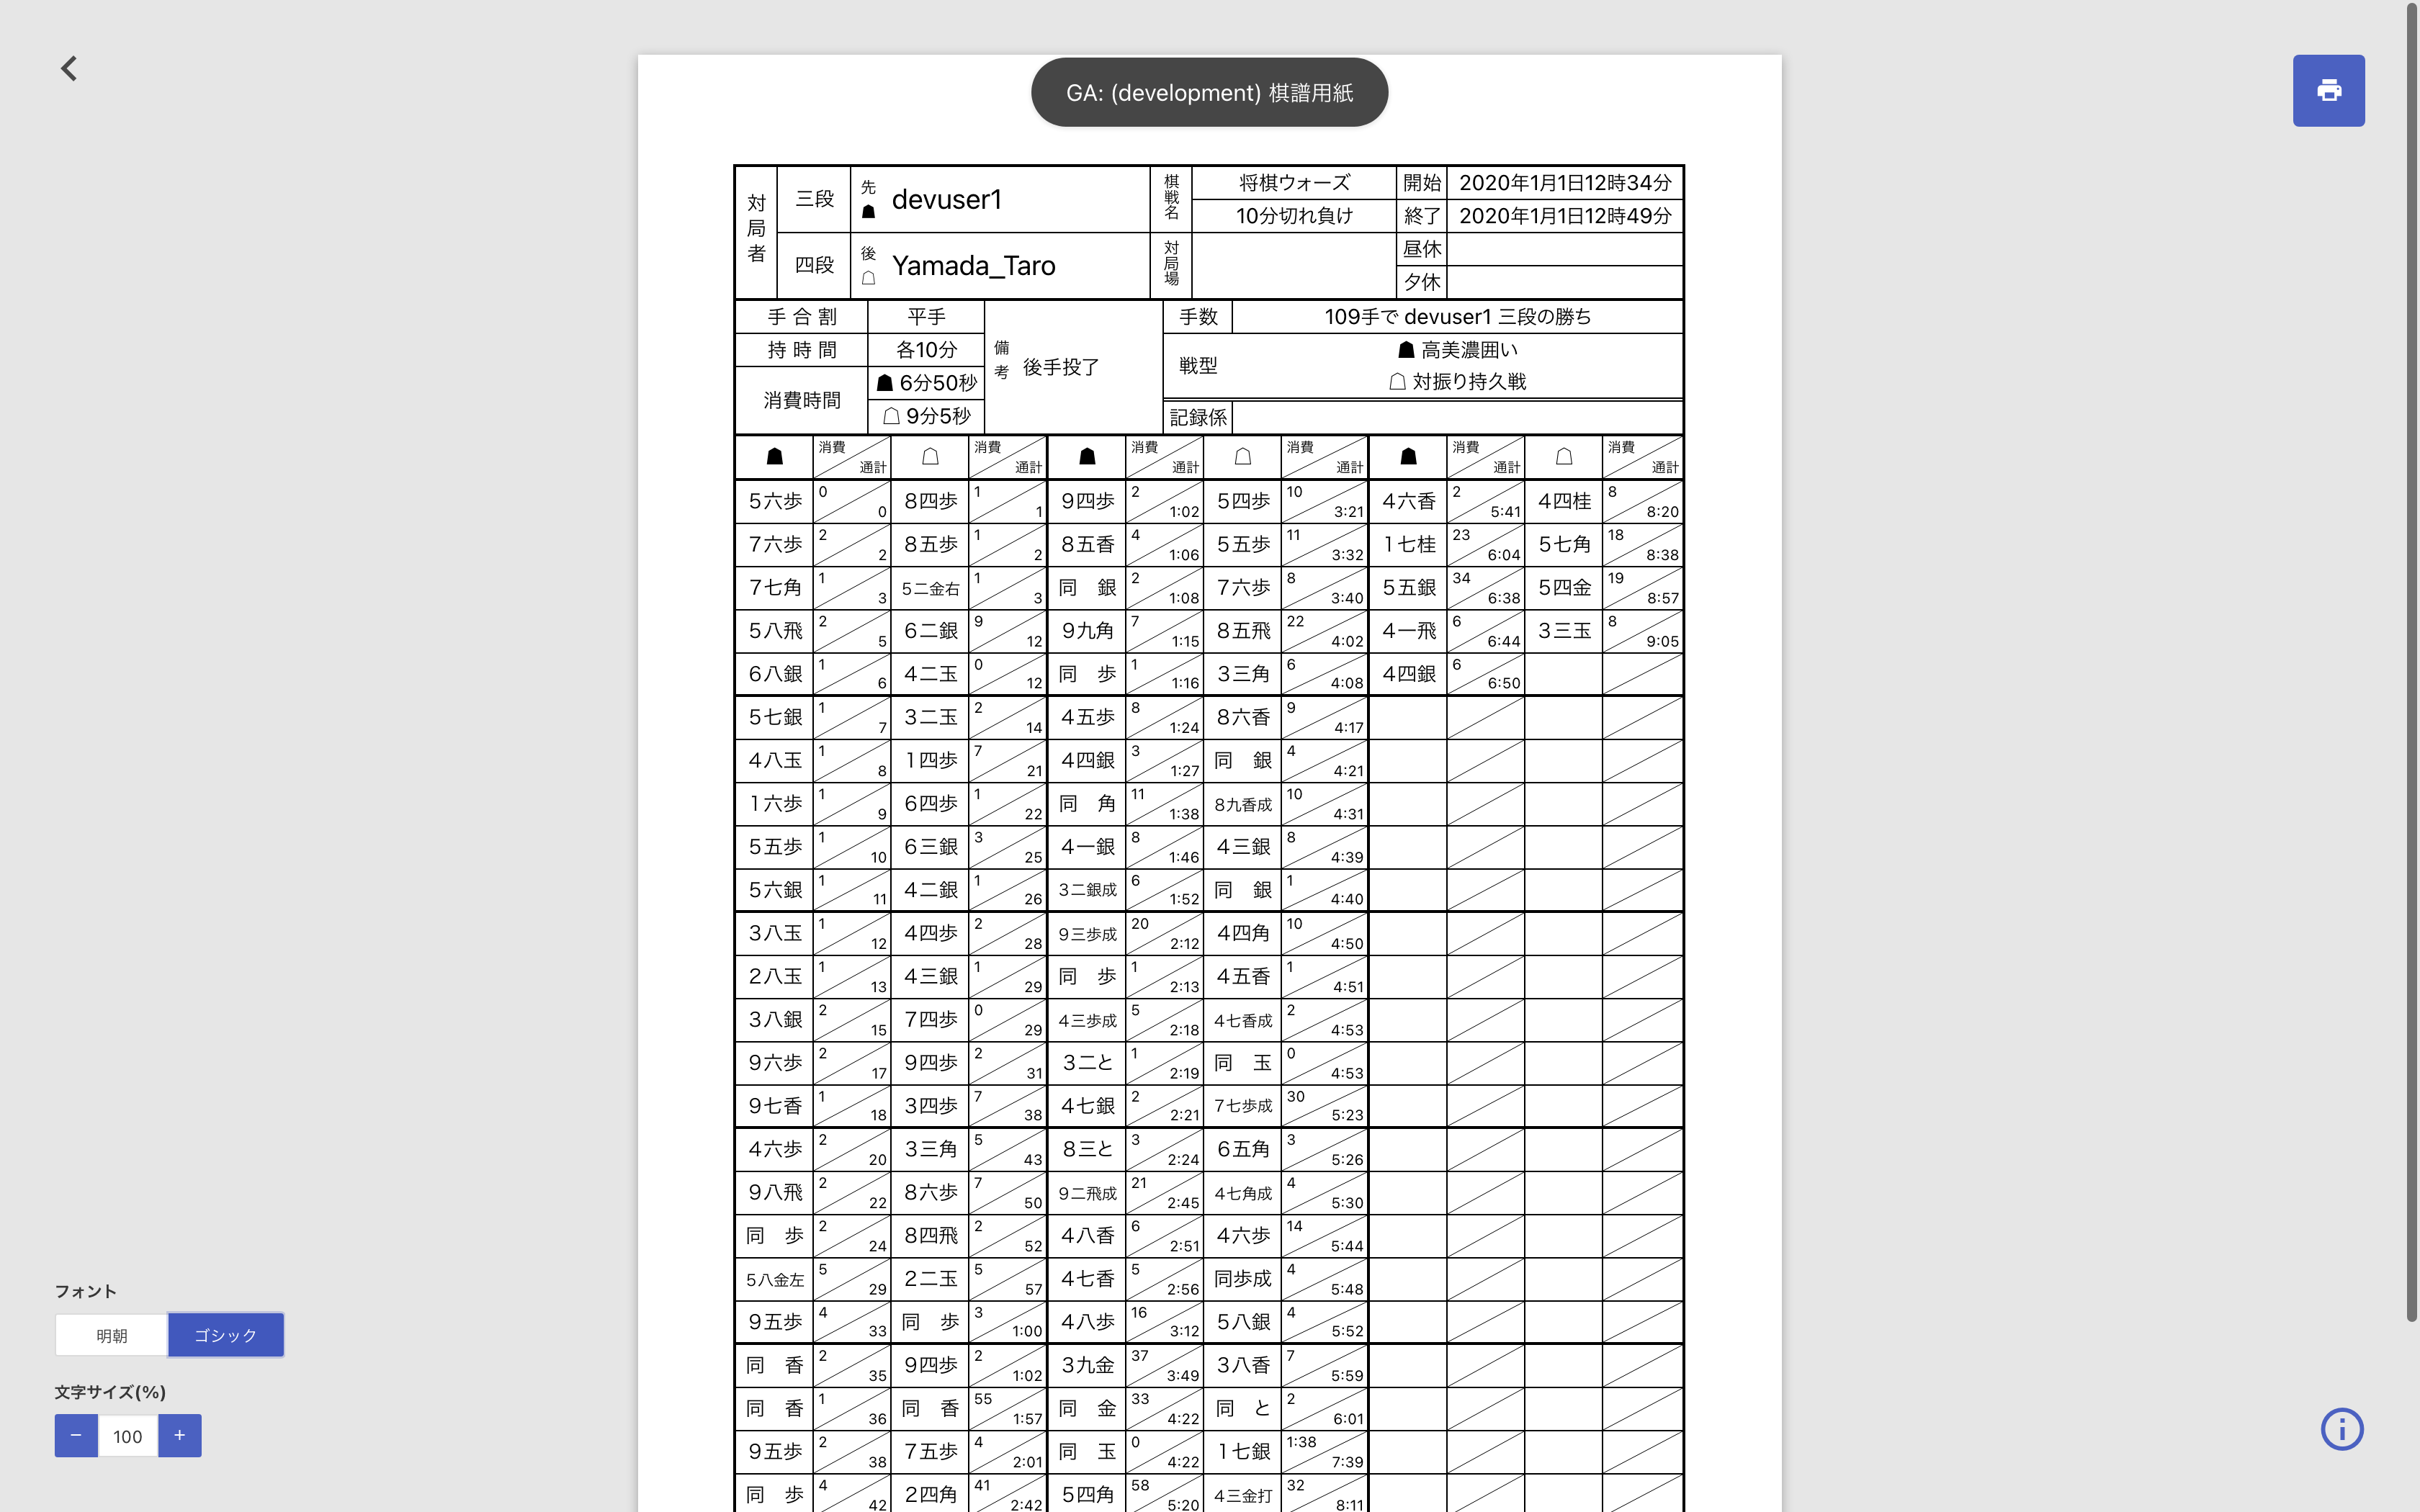 GA: (development) 棋譜用紙
対局者 三段 先 ☗ devuser1 棋戦名 将棋ウォーズ 開始 2020年1月1日12時34分
10分切れ負け 終了 2020年1月1日12時49分
四段 後 ☖ Yamada_Taro 対局場 昼休
夕休
手合割 平手 備考 後手投了 手数 109手で devuser1 三段の勝ち
持時間 各10分 戦型 ☗ 高美濃囲い
消費時間 ☗ 6分50秒 ☖ 対振り持久戦
☖ 9分5秒 記録係
☗ 消費 通計 ☖ 消費 通計 ☗ 消費 通計 ☖ 消費 通計 ☗ 消費 通計 ☖ 消費 通計
5六歩 0 0 8四歩 1 1 9四歩 2 1:02 5四歩 10 3:21 4六香 2 5:41 4四桂 8 8:20
7六歩 2 2 8五歩 1 2 8五香 4 1:06 5五歩 11 3:32 1七桂 23 6:04 5七角 18 8:38
7七角 1 3 5二金右 1 3 同 銀 2 1:08 7六歩 8 3:40 5五銀 34 6:38 5四金 19 8:57
5八飛 2 5 6二銀 9 12 9九角 7 1:15 8五飛 22 4:02 4一飛 6 6:44 3三玉 8 9:05
6八銀 1 6 4二玉 0 12 同 歩 1 1:16 3三角 6 4:08 4四銀 6 6:50
5七銀 1 7 3二玉 2 14 4五歩 8 1:24 8六香 9 4:17
4八玉 1 8 1四歩 7 21 4四銀 3 1:27 同 銀 4 4:21
1六歩 1 9 6四歩 1 22 同 角 11 1:38 8九香成 10 4:31
5五歩 1 10 6三銀 3 25 4一銀 8 1:46 4三銀 8 4:39
5六銀 1 11 4二銀 1 26 3二銀成 6 1:52 同 銀 1 4:40
3八玉 1 12 4四歩 2 28 9三歩成 20 2:12 4四角 10 4:50
2八玉 1 13 4三銀 1 29 同 歩 1 2:13 4五香 1 4:51
3八銀 2 15 7四歩 0 29 4三歩成 5 2:18 4七香成 2 4:53
9六歩 2 17 9四歩 2 31 3二と 1 2:19 同 玉 0 4:53
9七香 1 18 3四歩 7 38 4七銀 2 2:21 7七歩成 30 5:23
4六歩 2 20 3三角 5 43 8三と 3 2:24 6五角 3 5:26
9八飛 2 22 8六歩 7 50 9二飛成 21 2:45 4七角成 4 5:30
同 歩 2 24 8四飛 2 52 4八香 6 2:51 4六歩 14 5:44
5八金左 5 29 2二玉 5 57 4七香 5 2:56 同歩成 4 5:48
9五歩 4 33 同 歩 3 1:00 4八歩 16 3:12 5八銀 4 5:52
同 香 2 35 9四歩 2 1:02 3九金 37 3:49 3八香 7 5:59
同 香 1 36 同 香 55 1:57 同 金 33 4:22 同 と 2 6:01
9五歩 2 38 7五歩 4 2:01 同 玉 0 4:22 1七銀 1:38 7:39
同 歩 4 42 2四角 41 2:42 5四角 58 5:20 4三金打 32 8:11
フォント
明朝 ゴシック
文字サイズ(%)
− 100 +